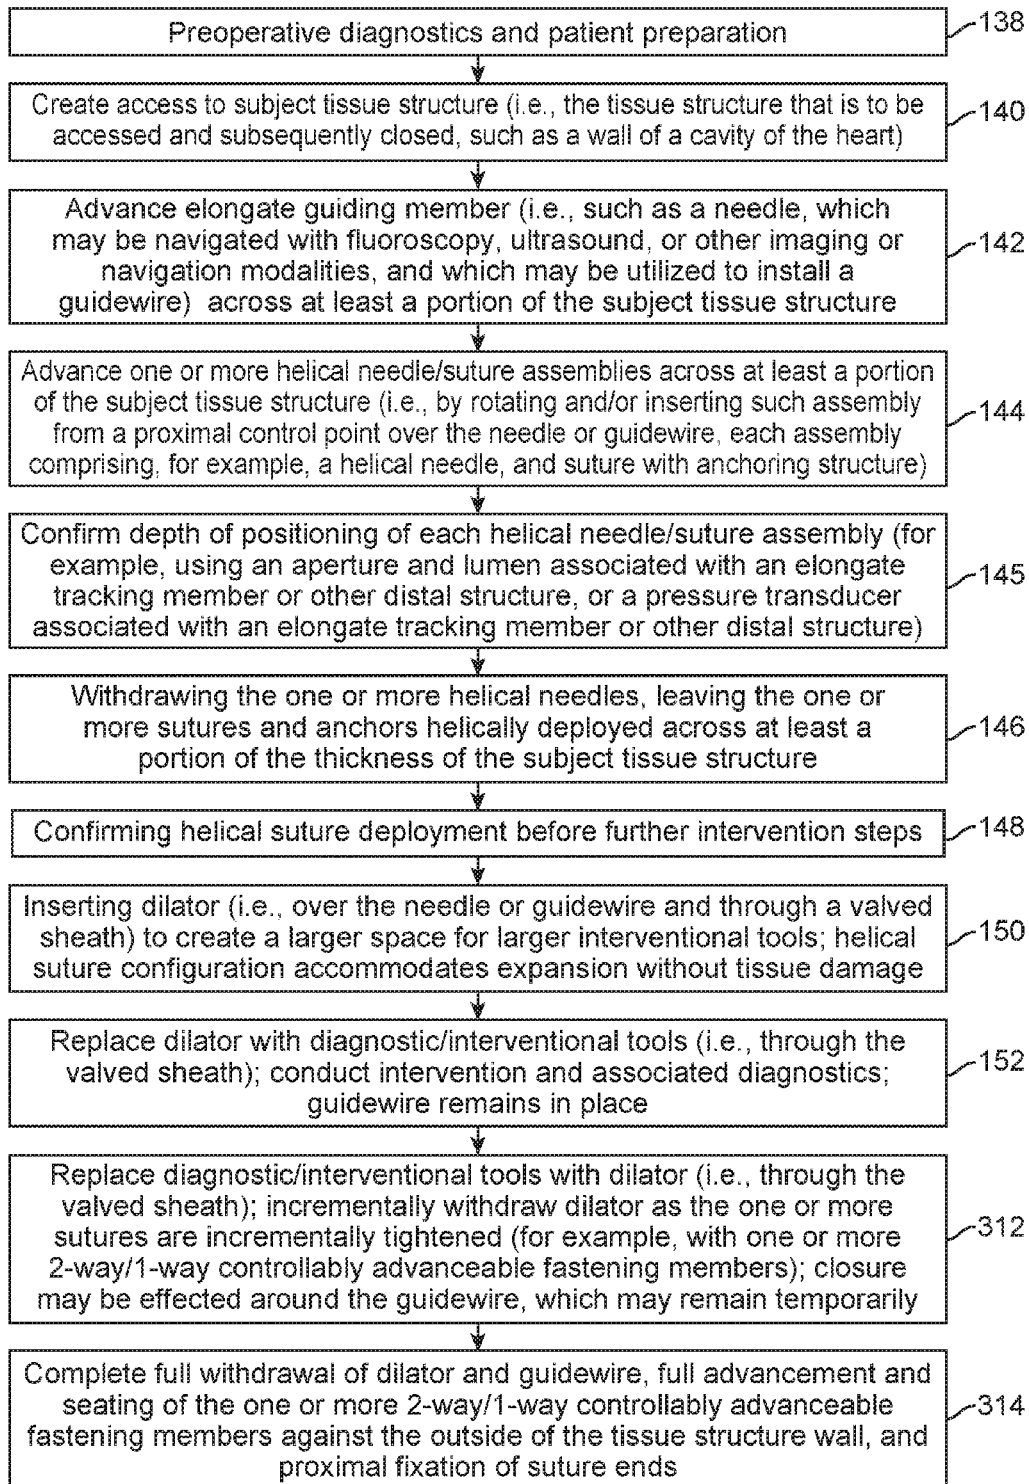 Preoperative diagnostics and patient preparation
138
Create access to subject tissue structure (i.e., the tissue structure that is to be
accessed and subsequently closed, such as a wall of a cavity of the heart)
140
Advance elongate guiding member (i.e., such as a needle, which
may be navigated with fluoroscopy, ultrasound, or other imaging or
navigation modalities, and which may be utilized to install a
guidewire) across at least a portion of the subject tissue structure
142
Advance one or more helical needle/suture assemblies across at least a portion
of the subject tissue structure (i.e., by rotating and/or inserting such assembly
from a proximal control point over the needle or guidewire, each assembly
comprising, for example, a helical needle, and suture with anchoring structure)
144
Confirm depth of positioning of each helical needle/suture assembly (for
example, using an aperture and lumen associated with an elongate
tracking member or other distal structure, or a pressure transducer
associated with an elongate tracking member or other distal structure)
145
Withdrawing the one or more helical needles, leaving the one or
more sutures and anchors helically deployed across at least a
portion of the thickness of the subject tissue structure
146
Confirming helical suture deployment before further intervention steps
148
Inserting dilator (i.e., over the needle or guidewire and through a valved
sheath) to create a larger space for larger interventional tools; helical
suture configuration accommodates expansion without tissue damage
150
Replace dilator with diagnostic/interventional tools (i.e., through the
valved sheath); conduct intervention and associated diagnostics;
guidewire remains in place
152
Replace diagnostic/interventional tools with dilator (i.e., through the
valved sheath); incrementally withdraw dilator as the one or more
sutures are incrementally tightened (for example, with one or more
2-way/1-way controllably advanceable fastening members); closure
may be effected around the guidewire, which may remain temporarily
312
Complete full withdrawal of dilator and guidewire, full advancement and
seating of the one or more 2-way/1-way controllably advanceable
fastening members against the outside of the tissue structure wall, and
proximal fixation of suture ends
314